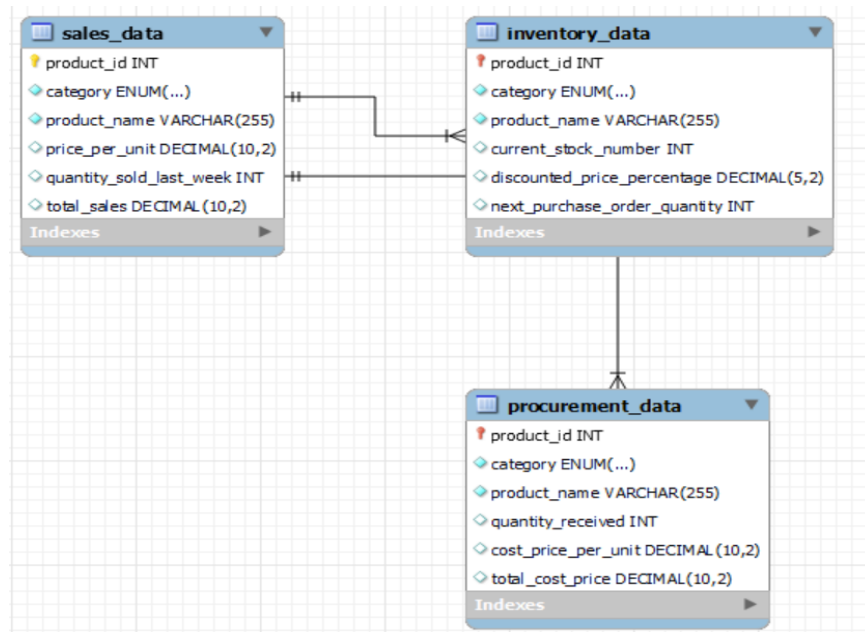 sales_data
product_id INT
category ENUM(...)
product_name VARCHAR(255)
price_per_unit DECIMAL(10,2)
quantity_sold_last_week INT
total_sales DECIMAL(10,2)
Indexes
inventory_data
product_id INT
category ENUM(...)
product_name VARCHAR(255)
current_stock_number INT
discounted_price_percentage DECIMAL(5,2)
next_purchase_order_quantity INT
Indexes
procurement_data
product_id INT
category ENUM(...)
product_name VARCHAR(255)
quantity_received INT
cost_price_per_unit DECIMAL(10,2)
total_cost_price DECIMAL(10,2)
Indexes